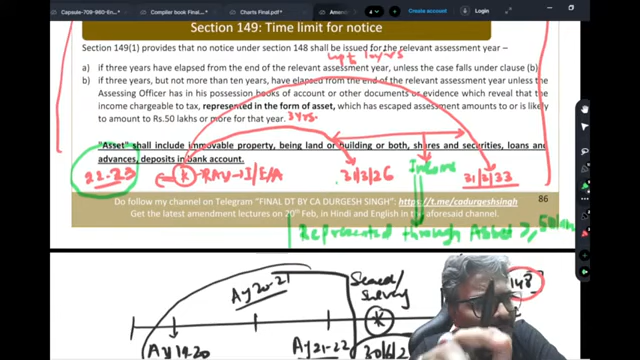 Capsule-2023.pdf
Compiler book.pdf
Charts Final.pdf
Create account
Sign in
Section 149: Time limit for notice
Section 149(1) provides that no notice under section 148 shall be issued for the relevant assessment year –
upto 10 yrs
a) if three years have elapsed from the end of the relevant assessment year, unless the case falls under clause (b)
b) if three years, but not more than ten years, have elapsed from the end of the relevant assessment year unless the
Assessing Officer has in his possession books of account or other documents or evidence which reveal that the
income chargeable to tax, represented in the form of asset, which has escaped assessment amounts to or is likely to
amount to Rs.50 lakhs or more for that year.
3 yrs.
"Asset" shall include immovable property, being land or building or both, shares and securities, loans and
advances, deposits in bank account.
22-23
R
I/E/A
31/3/26
Income
31/3/33
86
Do follow my channel on Telegram "FINAL DT BY CA DURGESH SINGH" https://t.me/cadurgeshsingh
Get the latest amendment lectures on 20th Feb, in Hindi and English in the aforesaid channel.
Represented through Asset
AY 20-21
Search/
Survey
148
AY 19-20
AY 21-22